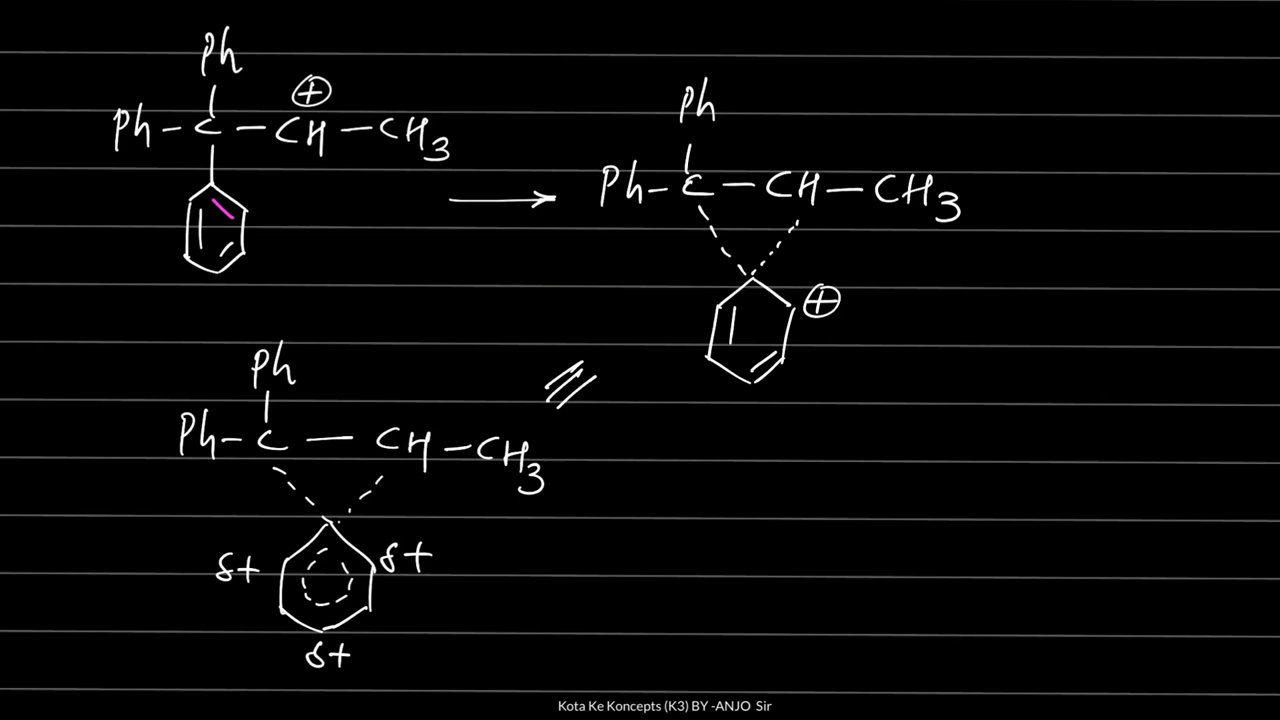 Ph
Ph-C-CH-CH3
⊕
Ph
Ph-C-CH-CH3
⊕
Ph
Ph-C-CH-CH3
δ+
δ+
δ+
Kota Ke Koncepts (K3) BY -ANJO Sir